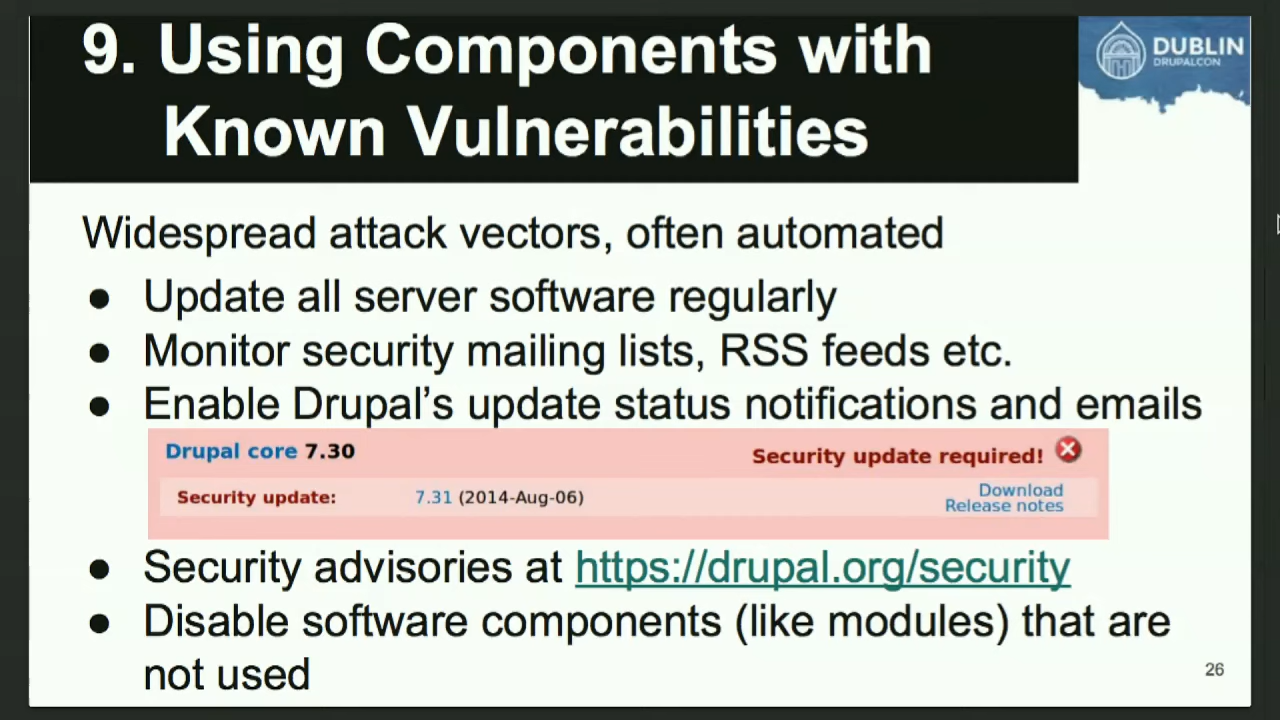 9. Using Components with
Known Vulnerabilities
DUBLIN
DRUPALCON
Widespread attack vectors, often automated
● Update all server software regularly
● Monitor security mailing lists, RSS feeds etc.
● Enable Drupal’s update status notifications and emails
Drupal core 7.30 Security update required!
Security update: 7.31 (2014-Aug-06) Download
Release notes
● Security advisories at https://drupal.org/security
● Disable software components (like modules) that are
not used
26